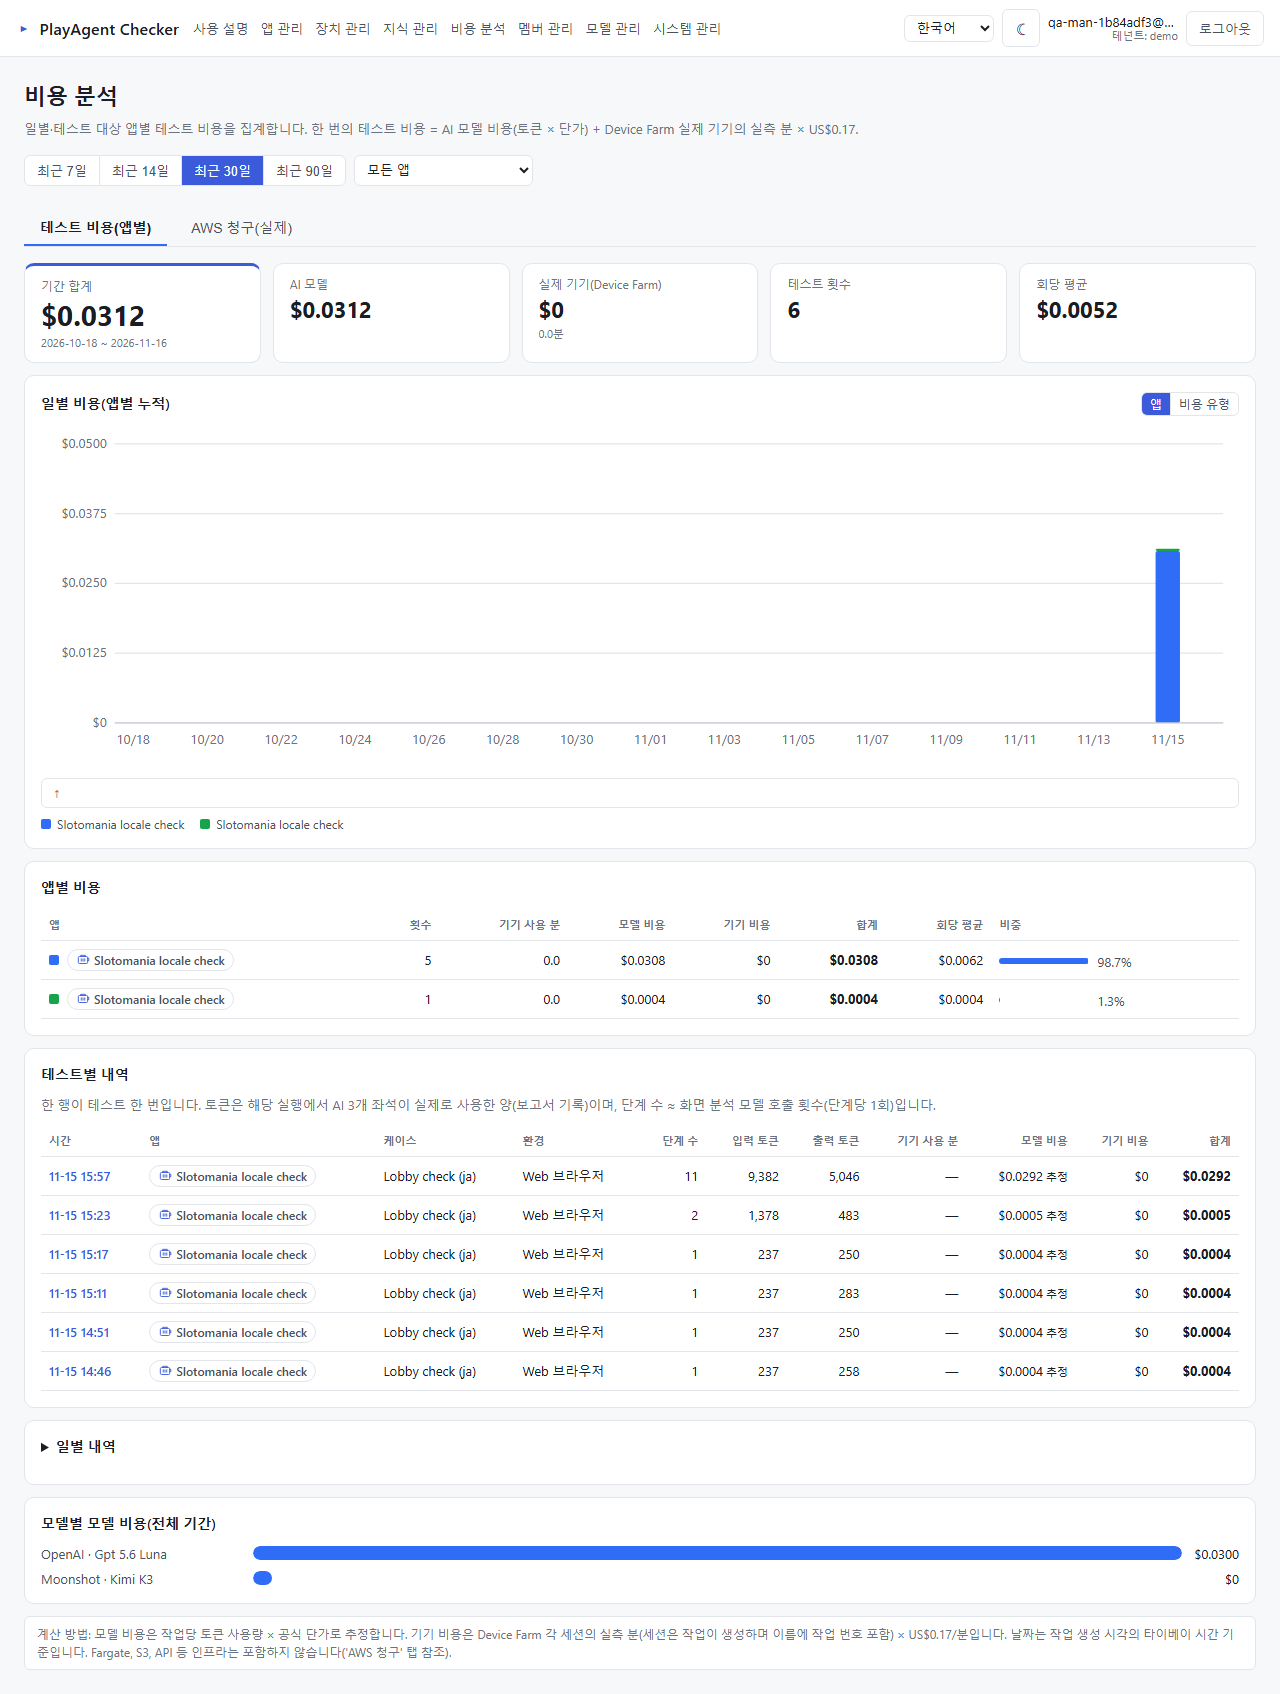 PlayAgent Checker 사용 설명 앱 관리 장치 관리 지식 관리 비용 분석 멤버 관리 모델 관리 시스템 관리 한국어 qa-man-1b84adf3@... 로그아웃
테넌트: demo
비용 분석
일별·테스트 대상 앱별 테스트 비용을 집계합니다. 한 번의 테스트 비용 = AI 모델 비용(토큰 × 단가) + Device Farm 실제 기기의 실측 분 × US$0.17.
최근 7일 최근 14일 최근 30일 최근 90일 모든 앱
테스트 비용(앱별) AWS 청구(실제)
기간 합계
$0.0312
2026-10-18 ~ 2026-11-16
AI 모델
$0.0312
실제 기기(Device Farm)
$0
0.0분
테스트 횟수
6
회당 평균
$0.0052
일별 비용(앱별 누적) 앱 비용 유형
$0.0500
$0.0375
$0.0250
$0.0125
$0
10/18 10/20 10/22 10/24 10/26 10/28 10/30 11/01 11/03 11/05 11/07 11/09 11/11 11/13 11/15
↑
Slotomania locale check Slotomania locale check
앱별 비용
앱 횟수 기기 사용 분 모델 비용 기기 비용 합계 회당 평균 비중
Slotomania locale check 5 0.0 $0.0308 $0 $0.0308 $0.0062 98.7%
Slotomania locale check 1 0.0 $0.0004 $0 $0.0004 $0.0004 1.3%
테스트별 내역
한 행이 테스트 한 번입니다. 토큰은 해당 실행에서 AI 3개 좌석이 실제로 사용한 양(보고서 기록)이며, 단계 수 ≈ 화면 분석 모델 호출 횟수(단계당 1회)입니다.
시간 앱 케이스 환경 단계 수 입력 토큰 출력 토큰 기기 사용 분 모델 비용 기기 비용 합계
11-15 15:57 Slotomania locale check Lobby check (ja) Web 브라우저 11 9,382 5,046 — $0.0292 추정 $0 $0.0292
11-15 15:23 Slotomania locale check Lobby check (ja) Web 브라우저 2 1,378 483 — $0.0005 추정 $0 $0.0005
11-15 15:17 Slotomania locale check Lobby check (ja) Web 브라우저 1 237 250 — $0.0004 추정 $0 $0.0004
11-15 15:11 Slotomania locale check Lobby check (ja) Web 브라우저 1 237 283 — $0.0004 추정 $0 $0.0004
11-15 14:51 Slotomania locale check Lobby check (ja) Web 브라우저 1 237 250 — $0.0004 추정 $0 $0.0004
11-15 14:46 Slotomania locale check Lobby check (ja) Web 브라우저 1 237 258 — $0.0004 추정 $0 $0.0004
일별 내역
모델별 모델 비용(전체 기간)
OpenAI · Gpt 5.6 Luna $0.0300
Moonshot · Kimi K3 $0
계산 방법: 모델 비용은 작업당 토큰 사용량 × 공식 단가로 추정합니다. 기기 비용은 Device Farm 각 세션의 실측 분(세션은 작업이 생성하며 이름에 작업 번호 포함) × US$0.17/분입니다. 날짜는 작업 생성 시각의 타이베이 시간 기
준입니다. Fargate, S3, API 등 인프라는 포함하지 않습니다('AWS 청구' 탭 참조).